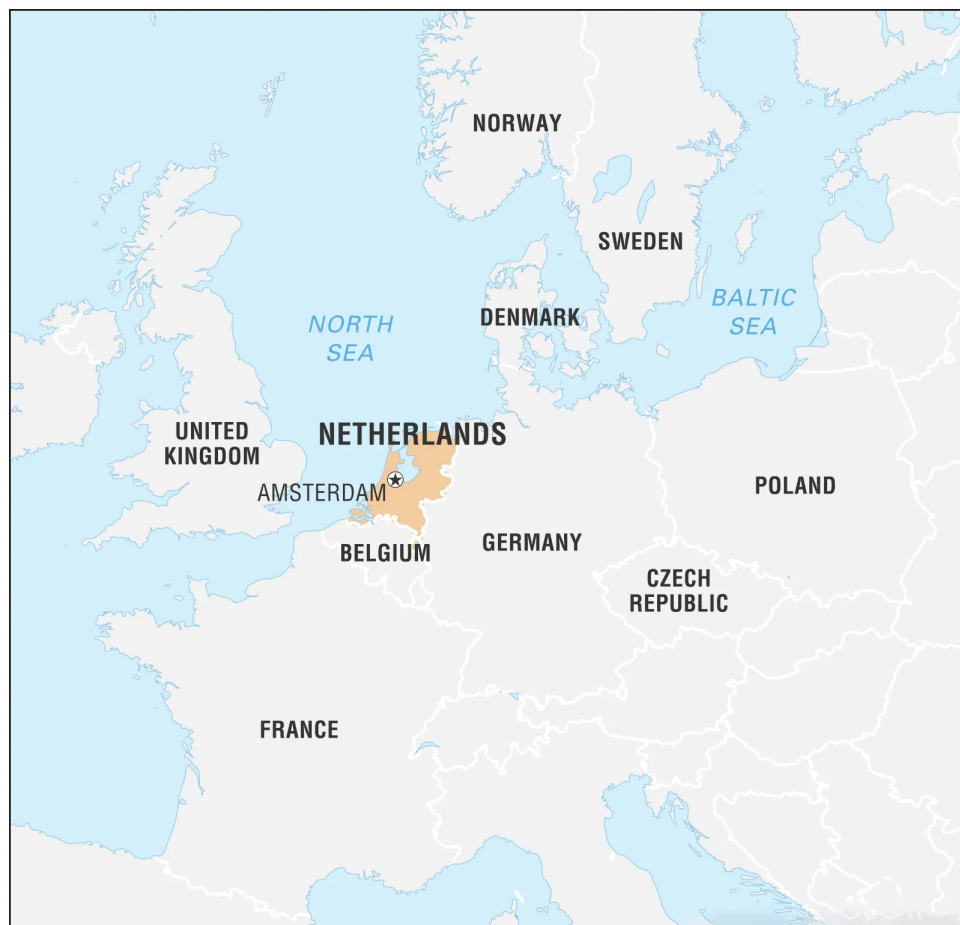 NORWAY
SWEDEN
BALTIC
SEA
DENMARK
NORTH
SEA
NETHERLANDS
UNITED
KINGDOM
AMSTERDAM
POLAND
BELGIUM
GERMANY
CZECH
REPUBLIC
FRANCE